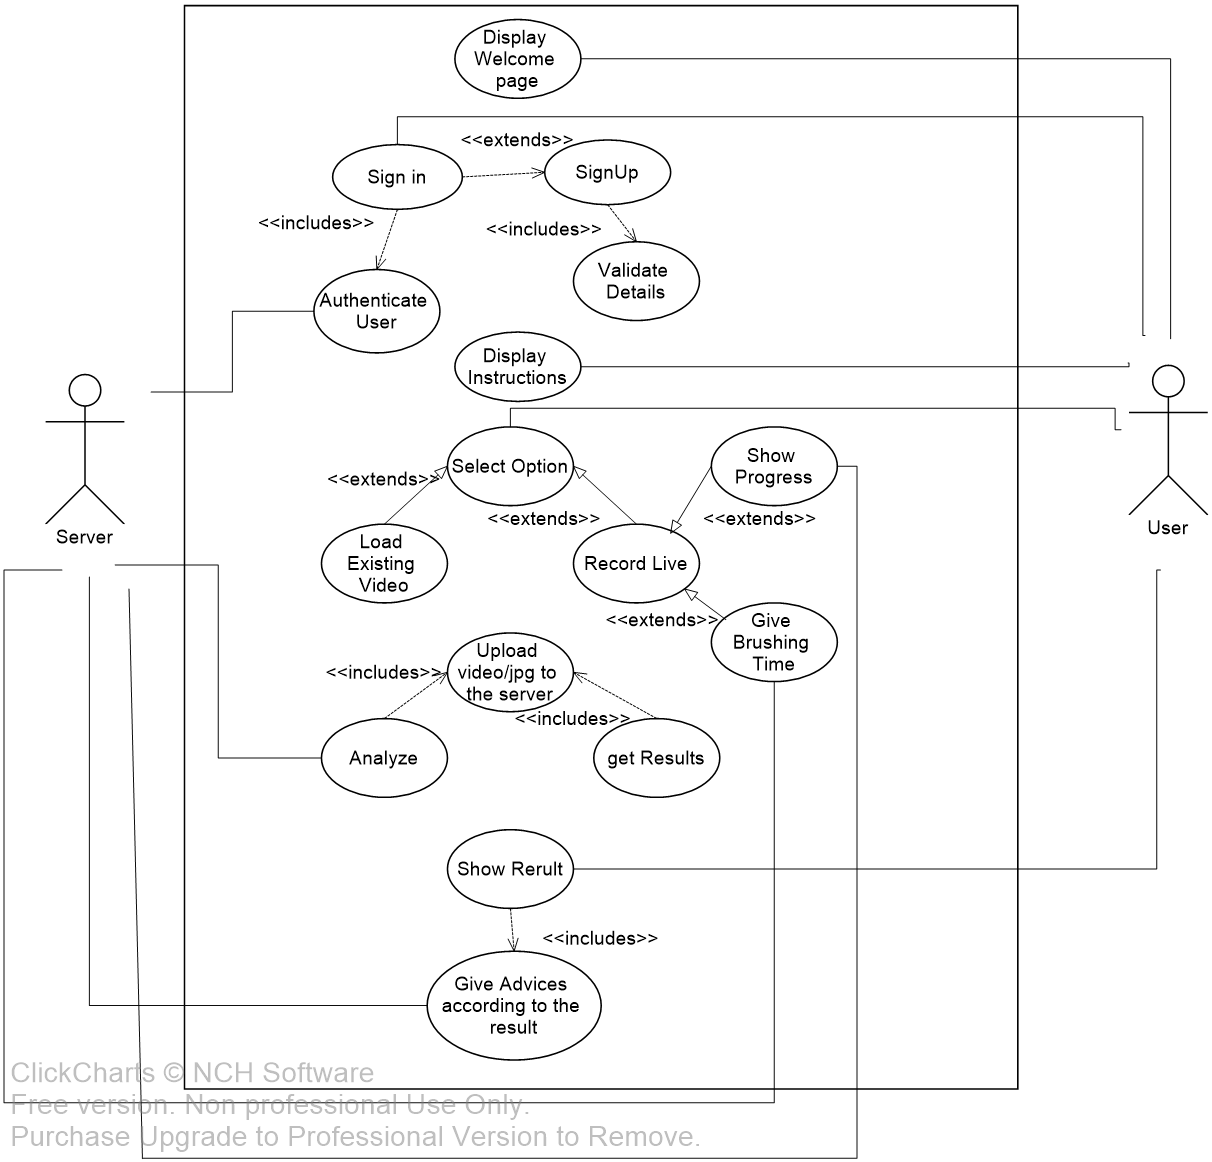 Display
Welcome
page
<<extends>>
Sign in
SignUp
<<includes>>
<<includes>>
Validate
Details
Authenticate
User
Display
Instructions
Server
User
Select Option
Show
Progress
<<extends>>
<<extends>>
<<extends>>
Load
Existing
Video
Record Live
<<extends>>
Give
Brushing
Time
Upload
video/jpg to
the server
<<includes>>
<<includes>>
Analyze
get Results
Show Rerult
<<includes>>
Give Advices
according to the
result
ClickCharts © NCH Software
Free version. Non professional Use Only.
Purchase Upgrade to Professional Version to Remove.